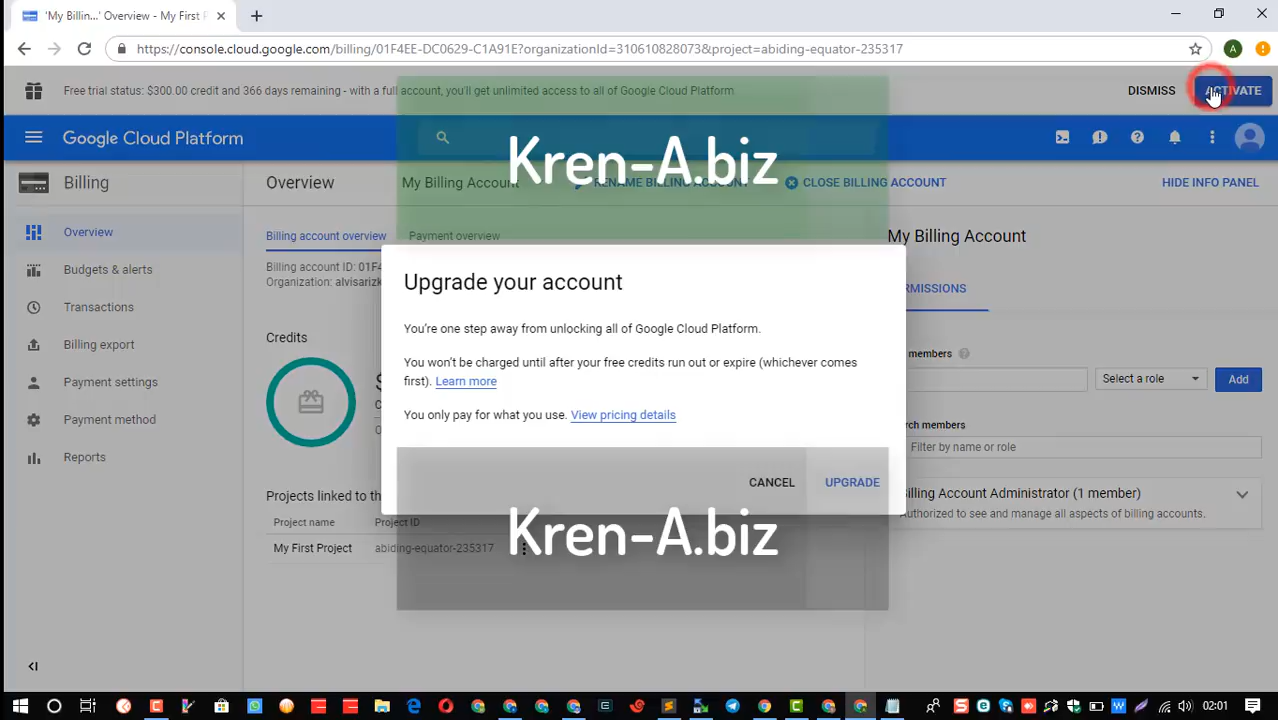 'My Billin...' Overview - My First P
https://console.cloud.google.com/billing/01F4EE-DC0629-C1A91E?organizationId=310610828073&project=abiding-equator-235317
A
Free trial status: $300.00 credit and 366 days remaining - with a full account, you'll get unlimited access to all of Google Cloud Platform
DISMISS
ACTIVATE
Google Cloud Platform
Kren-A.biz
Billing
Overview
My Billing Account
RENAME BILLING ACCOUNT
CLOSE BILLING ACCOUNT
HIDE INFO PANEL
Overview
Budgets & alerts
Transactions
Billing export
Payment settings
Payment method
Reports
Billing account overview
Payment overview
Billing account ID: 01F4
Organization: alvisarizk
Credits
$
Projects linked to th
Project name
Project ID
My First Project
abiding-equator-235317
Upgrade your account
You're one step away from unlocking all of Google Cloud Platform.
You won't be charged until after your free credits run out or expire (whichever comes
first). Learn more
You only pay for what you use. View pricing details
CANCEL
UPGRADE
Kren-A.biz
My Billing Account
RMISSIONS
members
Select a role
Add
rch members
Filter by name or role
Billing Account Administrator (1 member)
Authorized to see and manage all aspects of billing accounts.
02:01